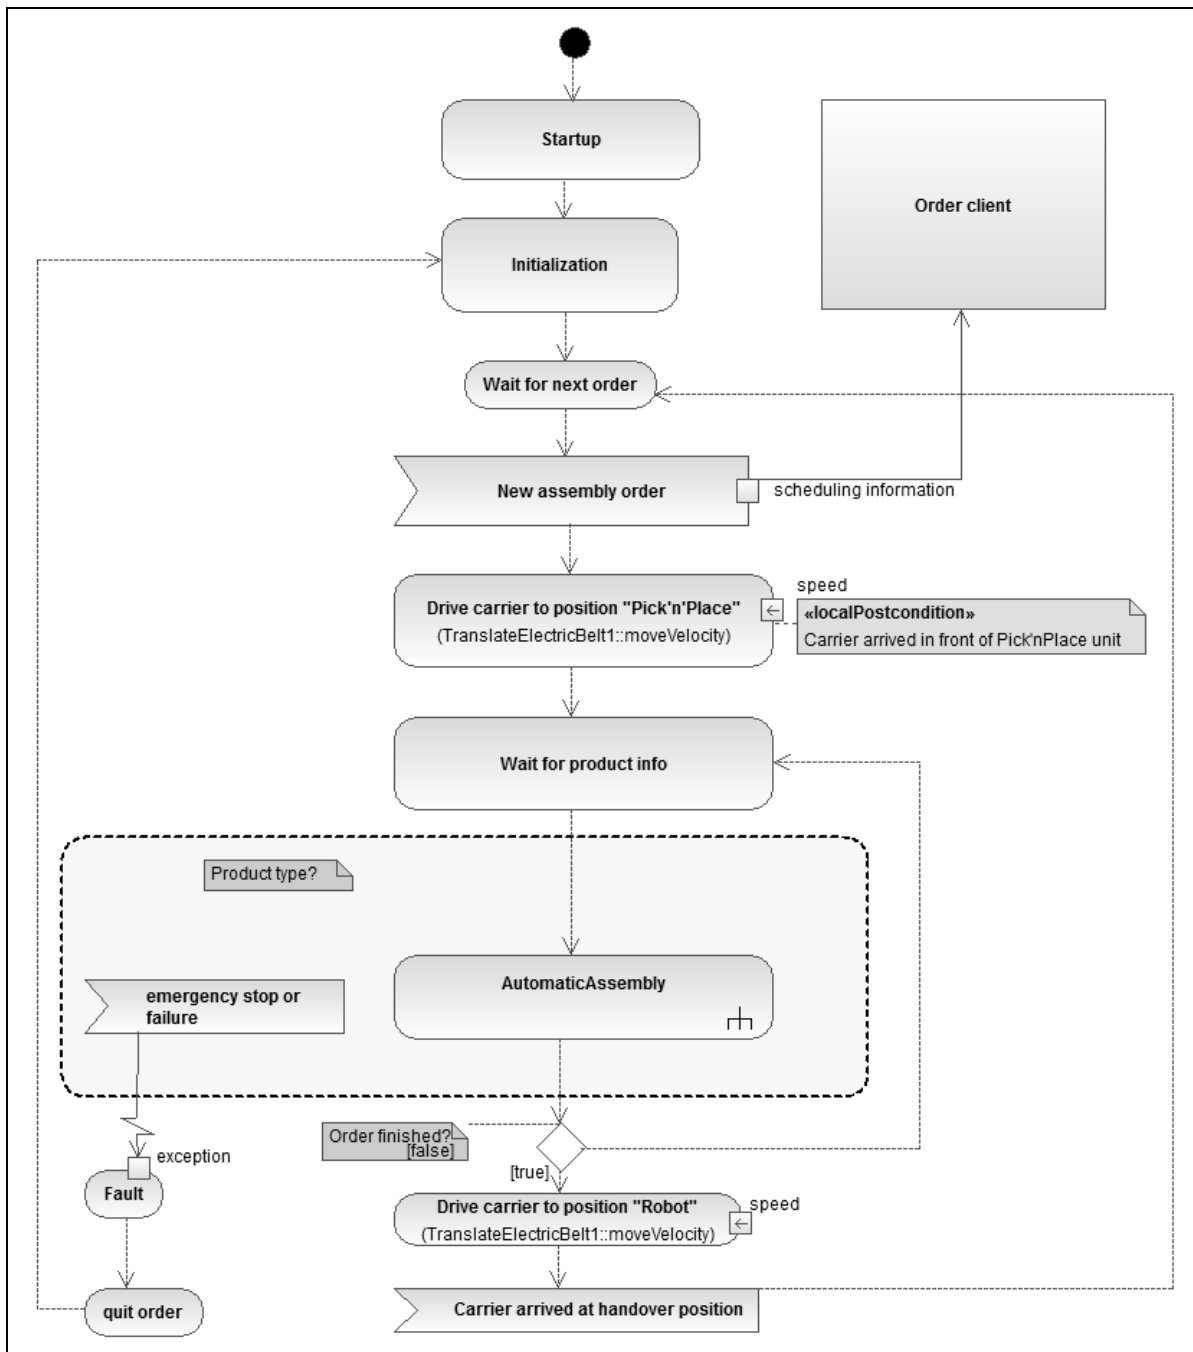 Startup
Order client
Initialization
Wait for next order
New assembly order
scheduling information
speed
Drive carrier to position "Pick'n'Place"
(TranslateElectricBelt1::moveVelocity)
«localPostcondition»
Carrier arrived in front of Pick'nPlace unit
Wait for product info
Product type?
AutomaticAssembly
emergency stop or
failure
Order finished?
[false]
exception
[true]
Fault
Drive carrier to position "Robot"
(TranslateElectricBelt1::moveVelocity)
speed
quit order
Carrier arrived at handover position